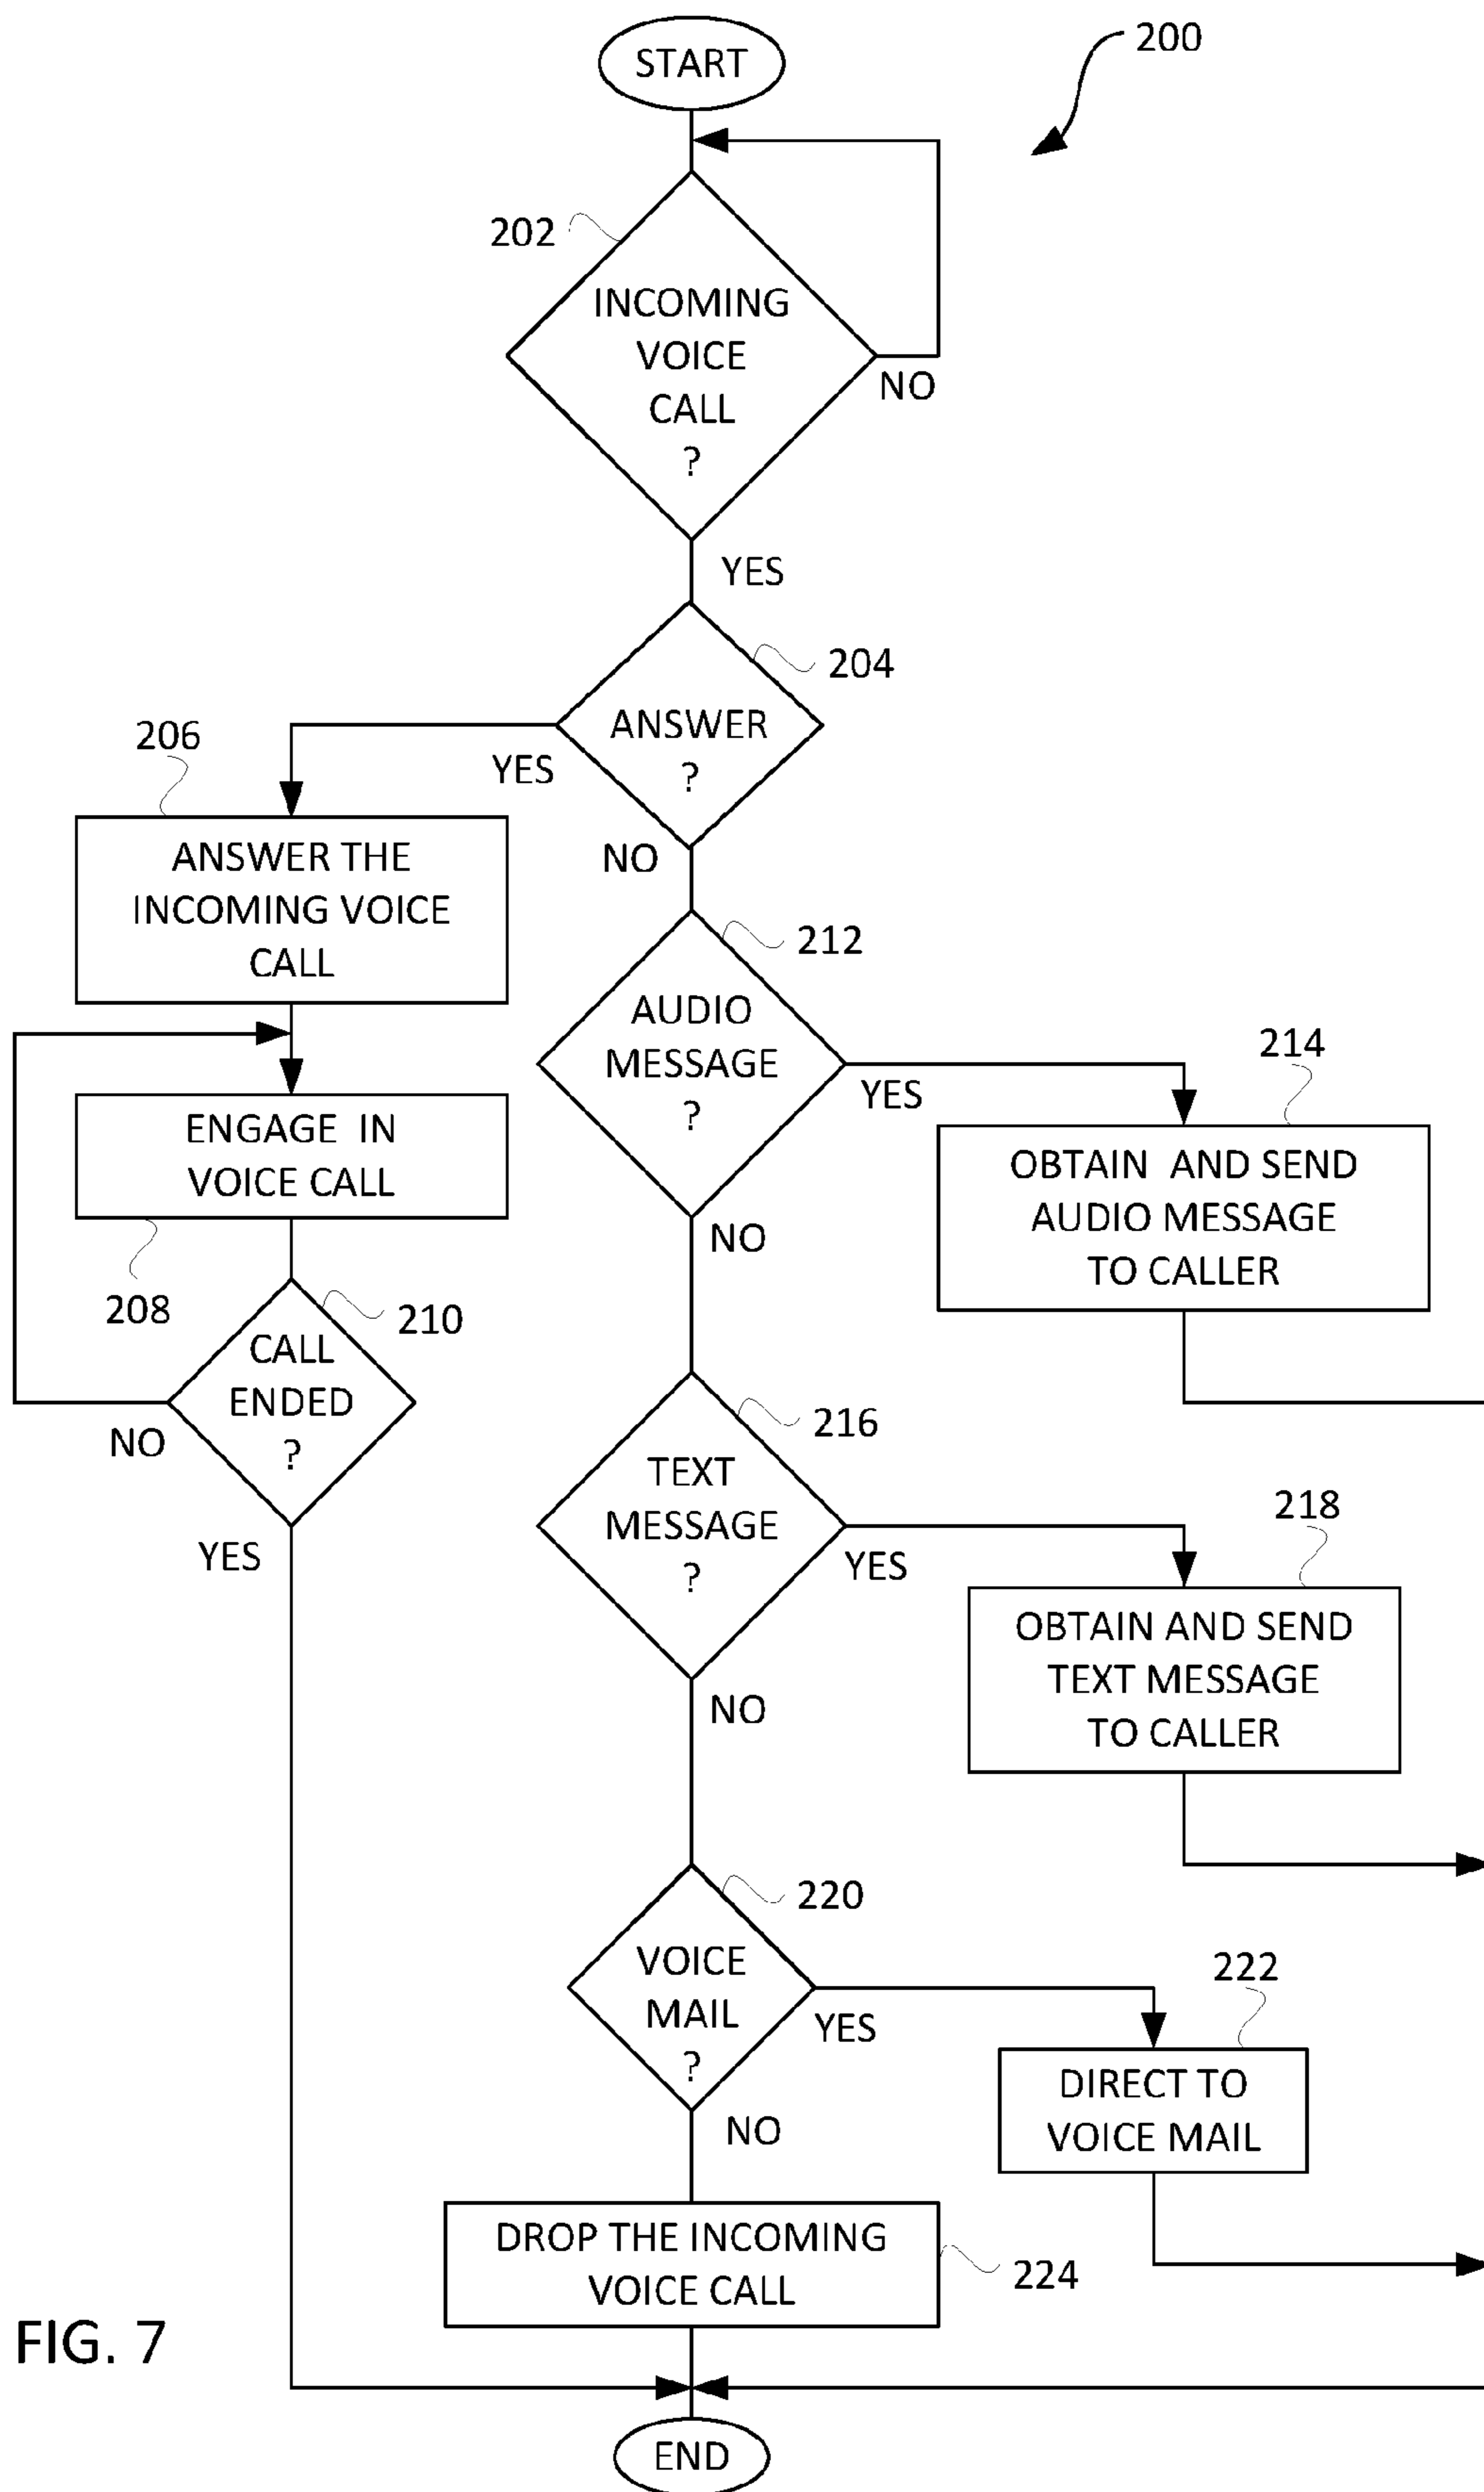 START
200
202
INCOMING
VOICE
CALL
?
NO
YES
204
ANSWER
?
YES
NO
206
ANSWER THE
INCOMING VOICE
CALL
212
AUDIO
MESSAGE
?
YES
NO
214
OBTAIN AND SEND
AUDIO MESSAGE
TO CALLER
ENGAGE IN
VOICE CALL
208
210
CALL
ENDED
?
NO
YES
216
TEXT
MESSAGE
?
YES
NO
218
OBTAIN AND SEND
TEXT MESSAGE
TO CALLER
220
VOICE
MAIL
?
YES
NO
222
DIRECT TO
VOICE MAIL
DROP THE INCOMING
VOICE CALL
224
FIG. 7
END